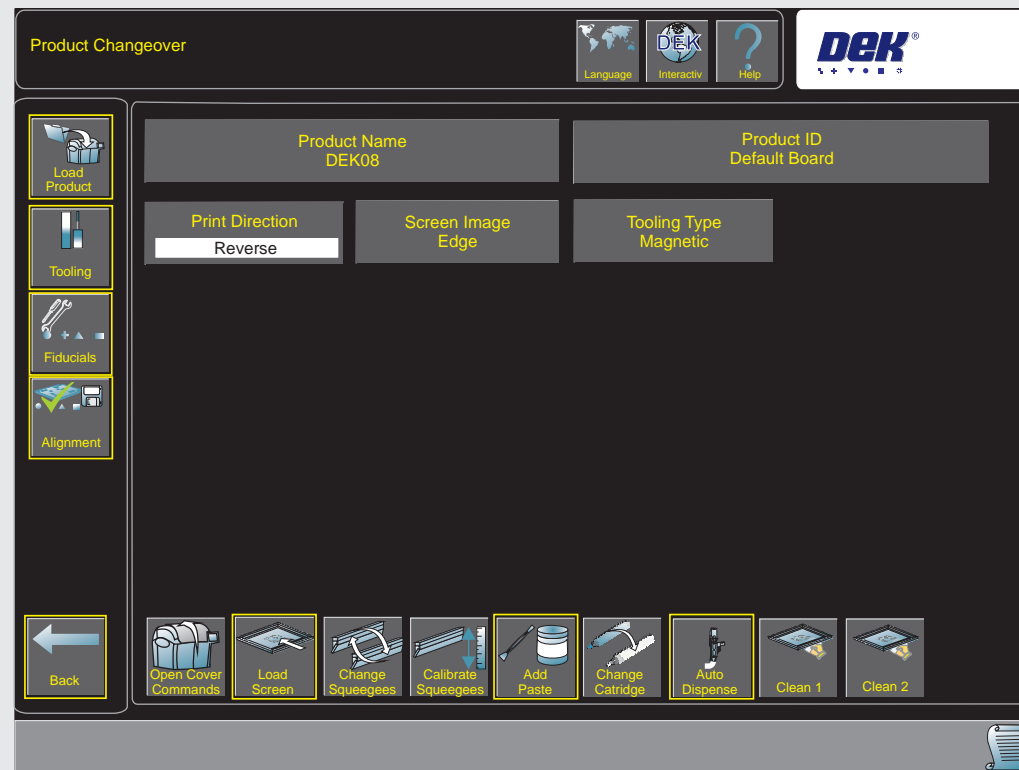 Product Changeover
Language
DEK
Interactiv
Help
DEK®
Load
Product
Tooling
Fiducials
Alignment
Back
Product Name
DEK08
Product ID
Default Board
Print Direction
Reverse
Screen Image
Edge
Tooling Type
Magnetic
Open Cover
Commands
Load
Screen
Change
Squeegees
Calibrate
Squeegees
Add
Paste
Change
Catridge
Auto
Dispense
Clean 1
Clean 2